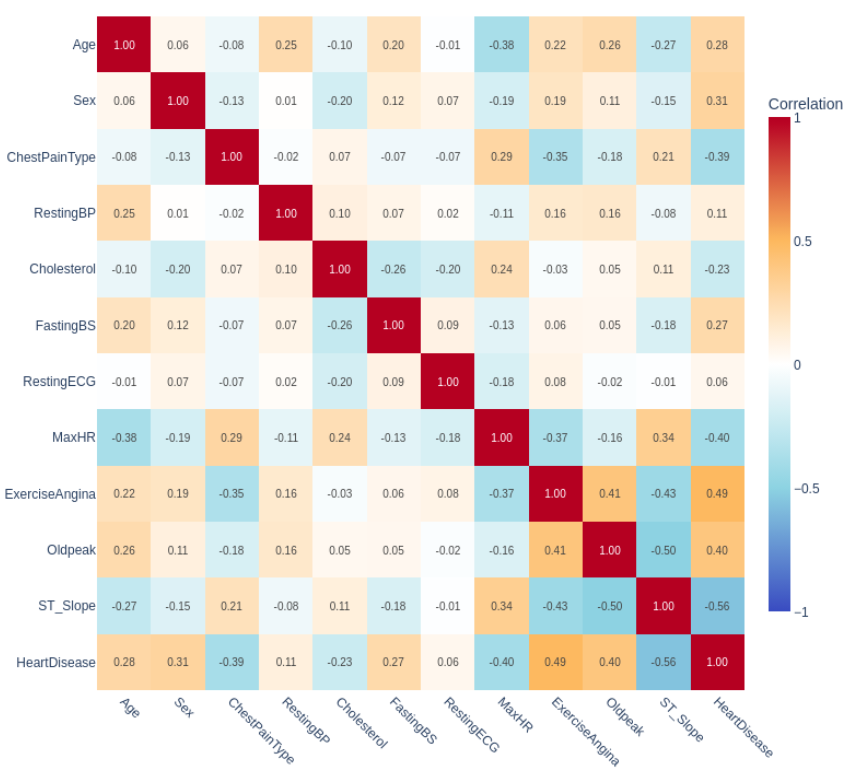 Age 1.00 0.06 -0.08 0.25 -0.10 0.20 -0.01 -0.38 0.22 0.26 -0.27 0.28
Sex 0.06 1.00 -0.13 0.01 -0.20 0.12 0.07 -0.19 0.19 0.11 -0.15 0.31
ChestPainType -0.08 -0.13 1.00 -0.02 0.07 -0.07 -0.07 0.29 -0.35 -0.18 0.21 -0.39
RestingBP 0.25 0.01 -0.02 1.00 0.10 0.07 0.02 -0.11 0.16 0.16 -0.08 0.11
Cholesterol -0.10 -0.20 0.07 0.10 1.00 -0.26 -0.20 0.24 -0.03 0.05 0.11 -0.23
FastingBS 0.20 0.12 -0.07 0.07 -0.26 1.00 0.09 -0.13 0.06 0.05 -0.18 0.27
RestingECG -0.01 0.07 -0.07 0.02 -0.20 0.09 1.00 -0.18 0.08 -0.02 -0.01 0.06
MaxHR -0.38 -0.19 0.29 -0.11 0.24 -0.13 -0.18 1.00 -0.37 -0.16 0.34 -0.40
ExerciseAngina 0.22 0.19 -0.35 0.16 -0.03 0.06 0.08 -0.37 1.00 0.41 -0.43 0.49
Oldpeak 0.26 0.11 -0.18 0.16 0.05 0.05 -0.02 -0.16 0.41 1.00 -0.50 0.40
ST_Slope -0.27 -0.15 0.21 -0.08 0.11 -0.18 -0.01 0.34 -0.43 -0.50 1.00 -0.56
HeartDisease 0.28 0.31 -0.39 0.11 -0.23 0.27 0.06 -0.40 0.49 0.40 -0.56 1.00
Age Sex ChestPainType RestingBP Cholesterol FastingBS RestingECG MaxHR ExerciseAngina Oldpeak ST_Slope HeartDisease
Correlation
1
0.5
0
−0.5
−1